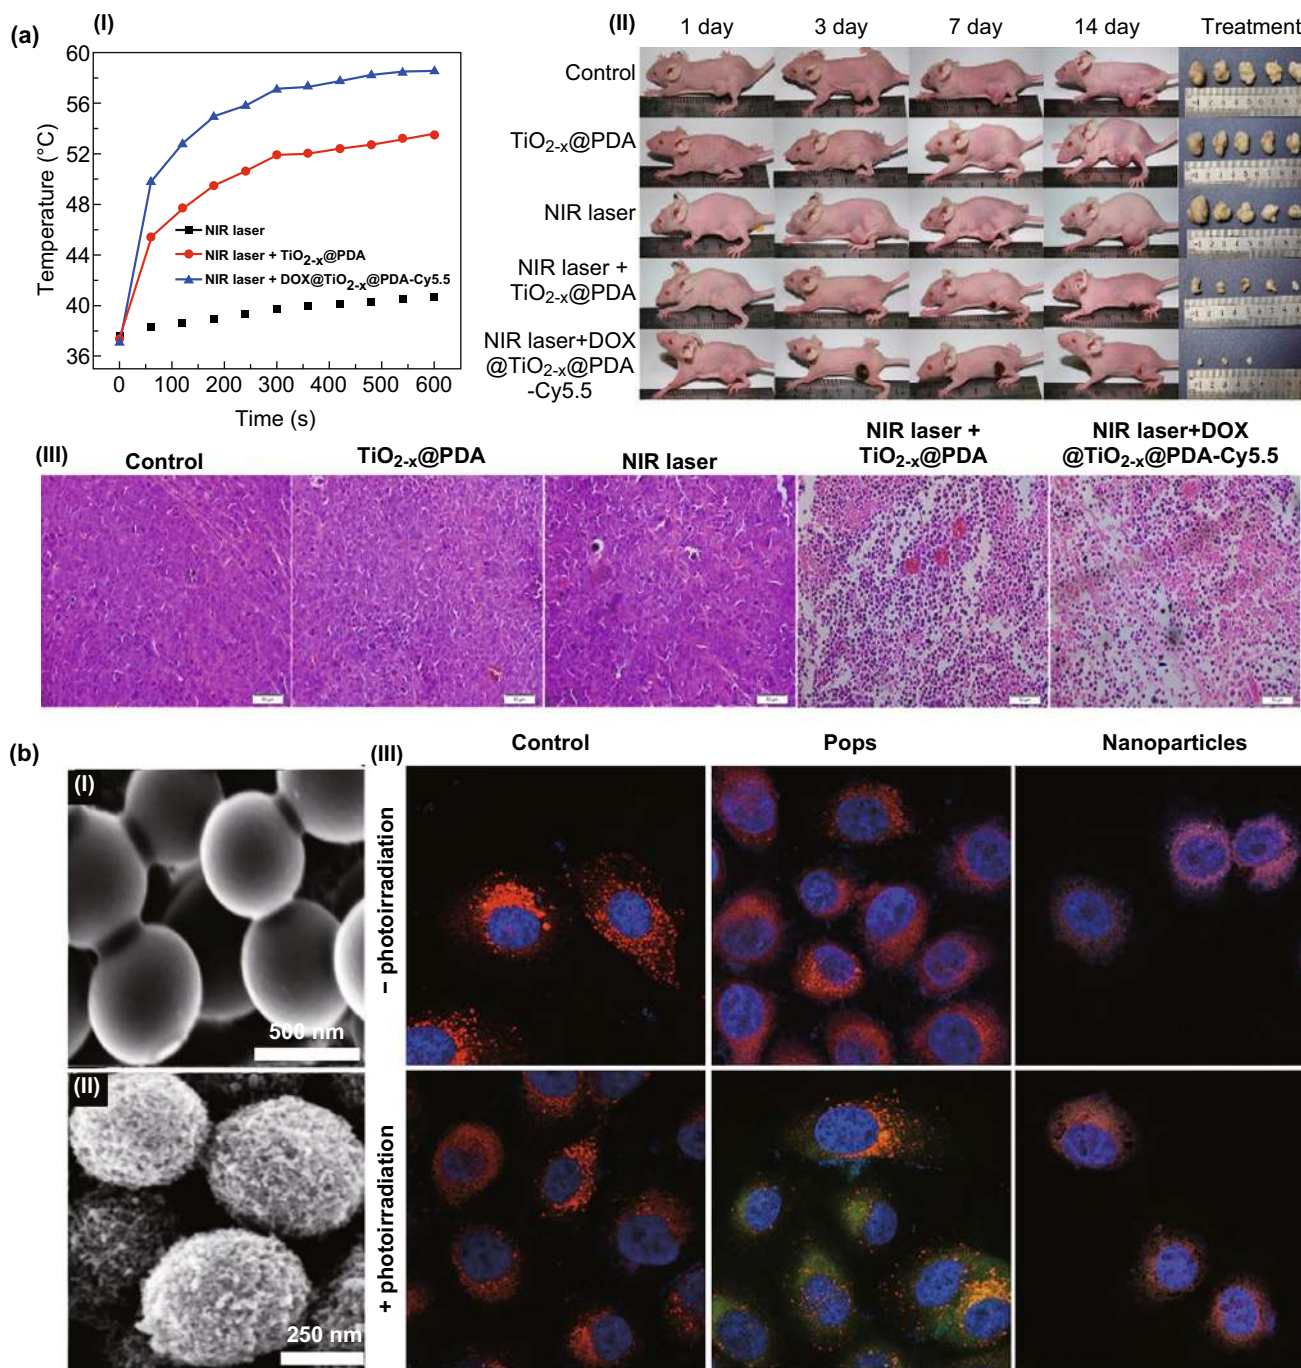 (a)
(I)
60
56
52
48
44
40
36
Temperature (°C)
NIR laser
NIR laser + TiO2-x@PDA
NIR laser + DOX@TiO2-x@PDA-Cy5.5
0 100 200 300 400 500 600
Time (s)
(II)
1 day 3 day 7 day 14 day Treatment
Control
TiO2-x@PDA
NIR laser
NIR laser +
TiO2-x@PDA
NIR laser+DOX
@TiO2-x@PDA
-Cy5.5
(III)
Control
TiO2-x@PDA
NIR laser
NIR laser +
TiO2-x@PDA
NIR laser+DOX
@TiO2-x@PDA-Cy5.5
(b)
(I)
500 nm
(II)
250 nm
(III)
Control Pops Nanoparticles
− photoirradiation
+ photoirradiation